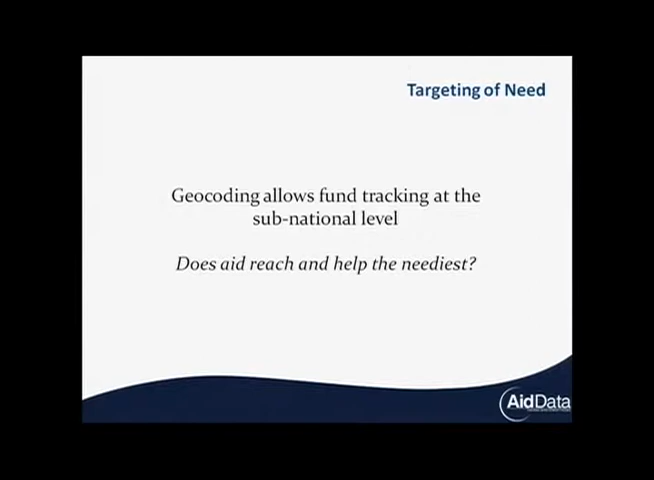 Targeting of Need
Geocoding allows fund tracking at the
sub-national level
Does aid reach and help the neediest?
AidData